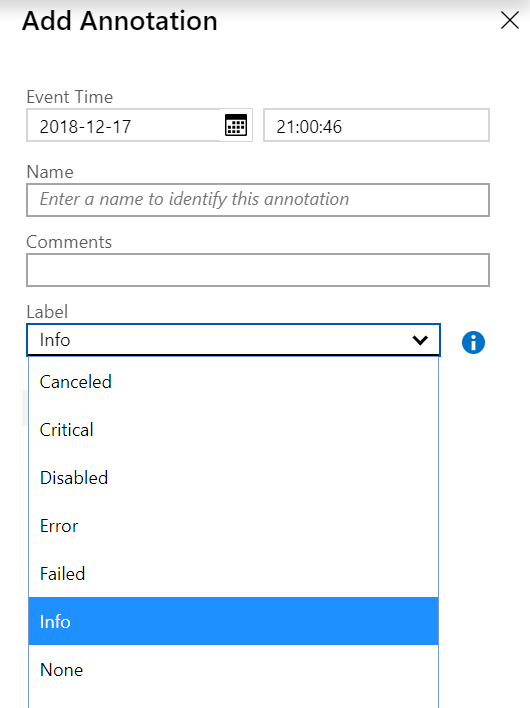 Add Annotation
Event Time
2018-12-17 21:00:46
Name
Enter a name to identify this annotation
Comments
Label
Info
Canceled
Critical
Disabled
Error
Failed
Info
None